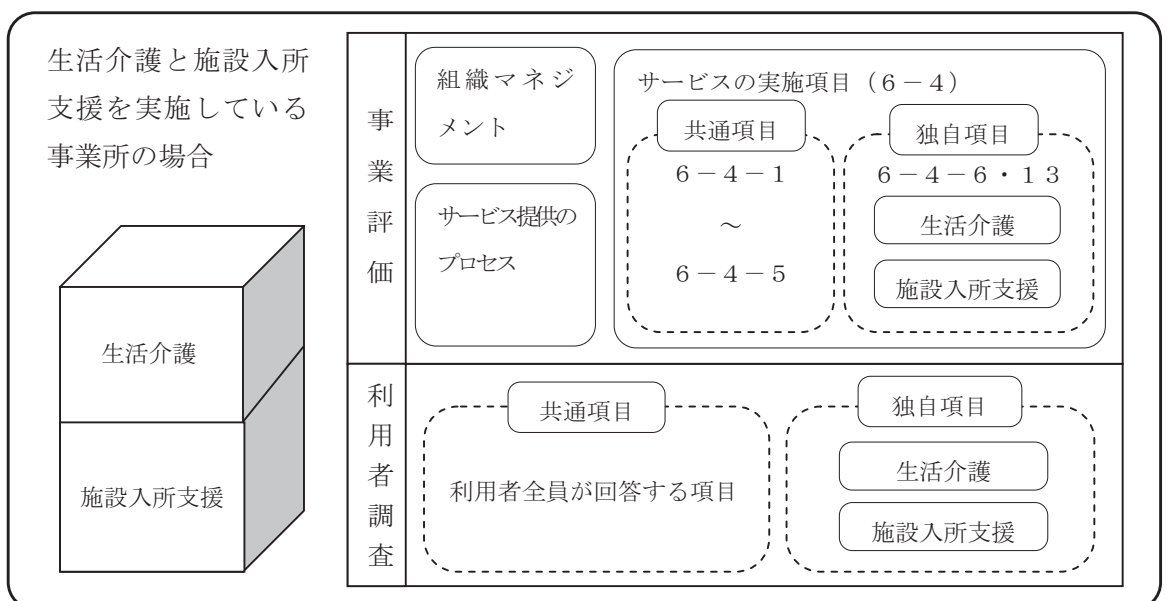 生活介護と施設入所
支援を実施している
事業所の場合
生活介護
施設入所支援
事業評価
組織マネジ
メント
サービス提供の
プロセス
サービスの実施項目（６－４）
共通項目
６－４－１
～
６－４－５
独自項目
６－４－６・１３
生活介護
施設入所支援
利用者調査
共通項目
利用者全員が回答する項目
独自項目
生活介護
施設入所支援